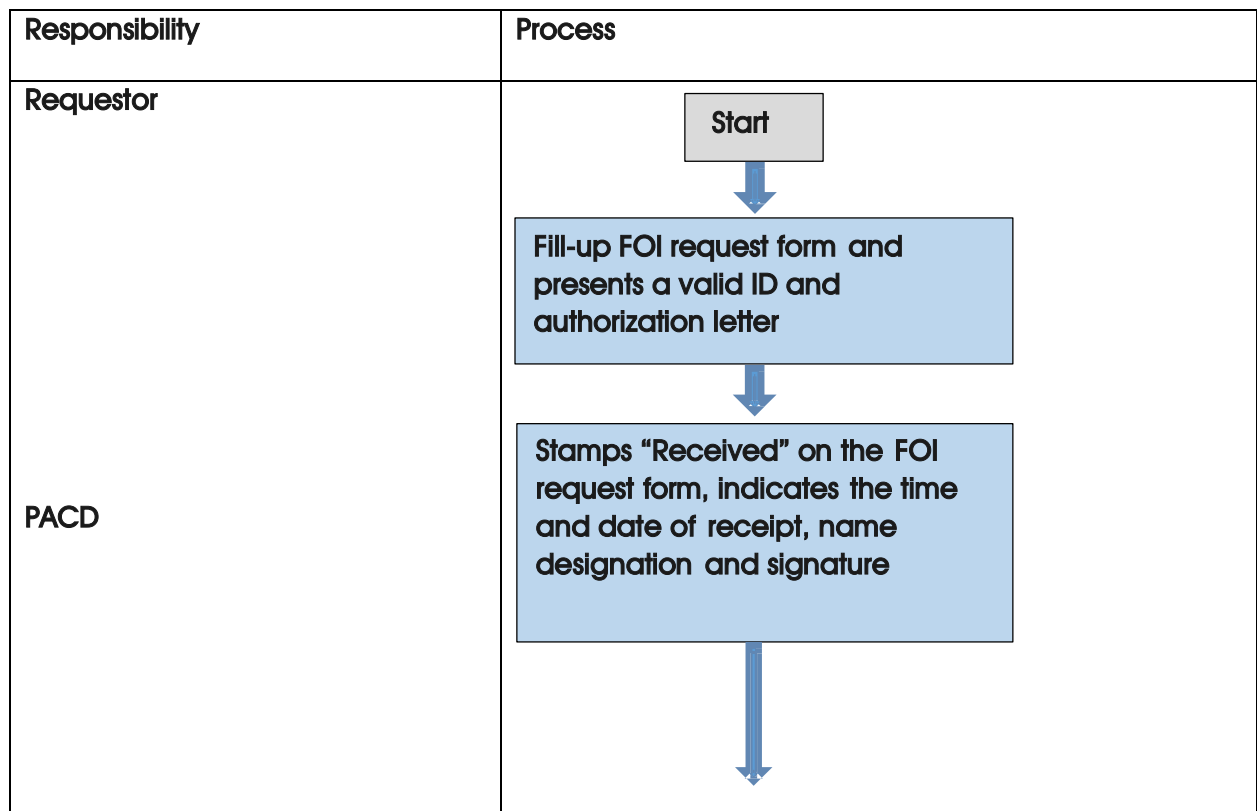 Responsibility
Process
Requestor
Start
Fill-up FOI request form and
presents a valid ID and
authorization letter
Stamps “Received” on the FOI
request form, indicates the time
and date of receipt, name
designation and signature
PACD